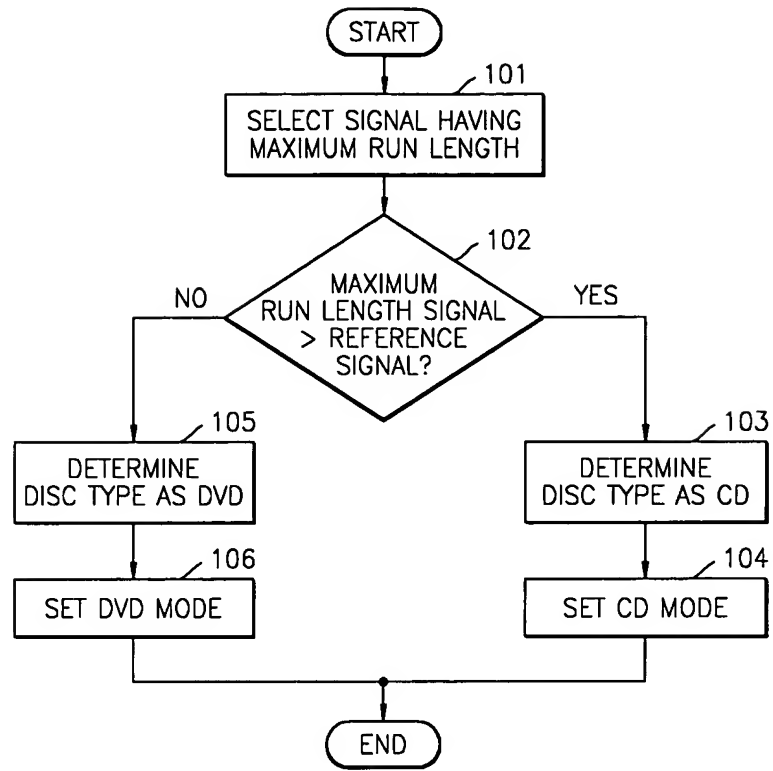 START
101
SELECT SIGNAL HAVING
MAXIMUM RUN LENGTH
102
MAXIMUM
RUN LENGTH SIGNAL
> REFERENCE
SIGNAL?
NO
YES
105
DETERMINE
DISC TYPE AS DVD
103
DETERMINE
DISC TYPE AS CD
106
SET DVD MODE
104
SET CD MODE
END